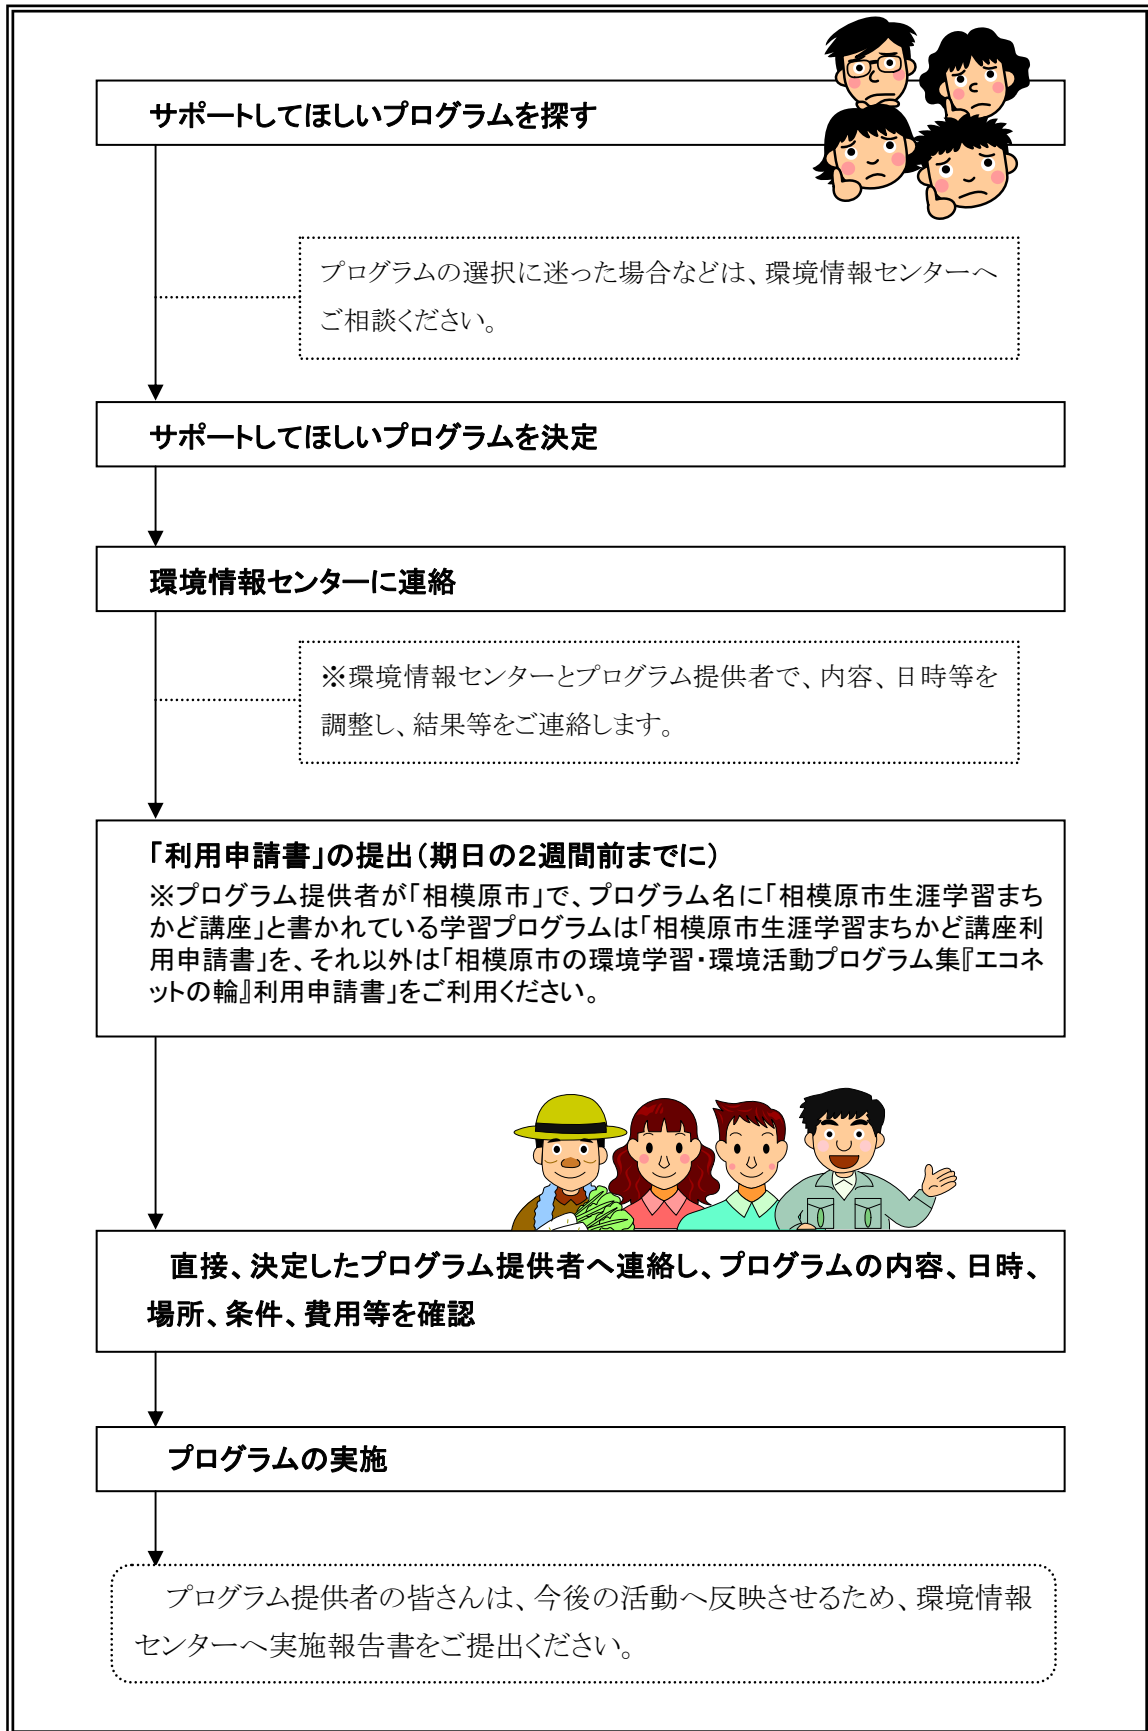 サポートしてほしいプログラムを探す
プログラムの選択に迷った場合などは、環境情報センターへ
ご相談ください。
サポートしてほしいプログラムを決定
環境情報センターに連絡
※環境情報センターとプログラム提供者で、内容、日時等を
調整し、結果等をご連絡します。
「利用申請書」の提出(期日の2週間前までに)
※プログラム提供者が「相模原市」で、プログラム名に「相模原市生涯学習まち
かど講座」と書かれている学習プログラムは「相模原市生涯学習まちかど講座利
用申請書」を、それ以外は「相模原市の環境学習・環境活動プログラム集『エコネ
ットの輪』利用申請書」をご利用ください。
直接、決定したプログラム提供者へ連絡し、プログラムの内容、日時、
場所、条件、費用等を確認
プログラムの実施
プログラム提供者の皆さんは、今後の活動へ反映させるため、環境情報
センターへ実施報告書をご提出ください。